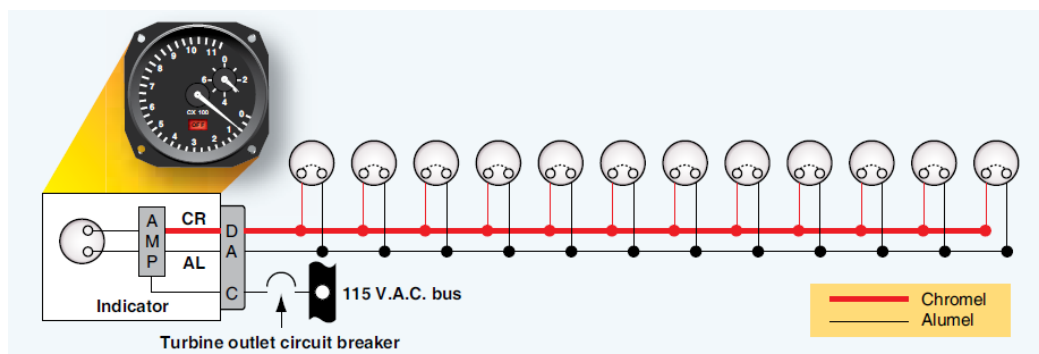 11
10
9
8
7
6
5
4
3
2
1
0
0
2
4
6
CX 100
OFF
A
M
P
CR
AL
D
A
C
Indicator
115 V.A.C. bus
Turbine outlet circuit breaker
Chromel
Alumel